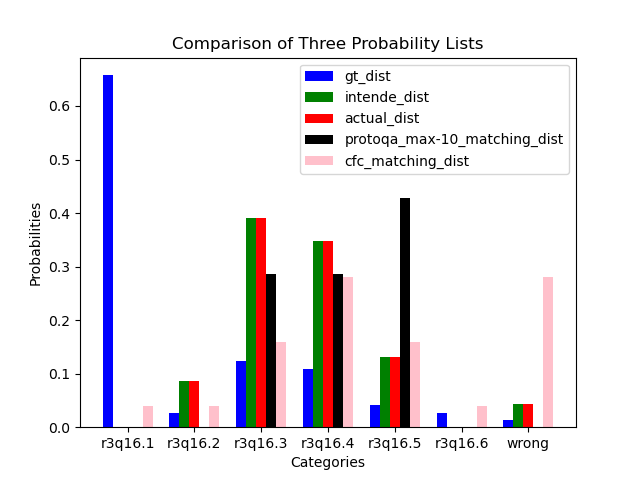 Comparison of Three Probability Lists
gt_dist
intende_dist
actual_dist
protoqa_max-10_matching_dist
cfc_matching_dist
Probabilities
0.6
0.5
0.4
0.3
0.2
0.1
0.0
r3q16.1 r3q16.2 r3q16.3 r3q16.4 r3q16.5 r3q16.6 wrong
Categories